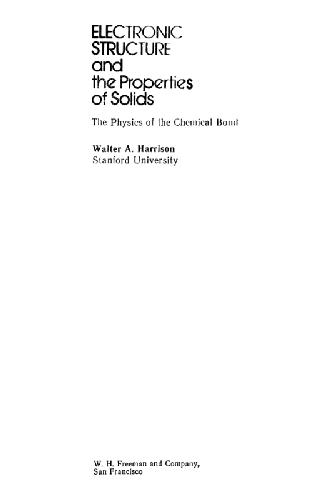 ELECTRONIC
STRUCTURE
and
the Properties
of Solids
The Physics of the Chemical Bond
Walter A. Harrison
Stanford University
W. H. Freeman and Company,
San Francisco